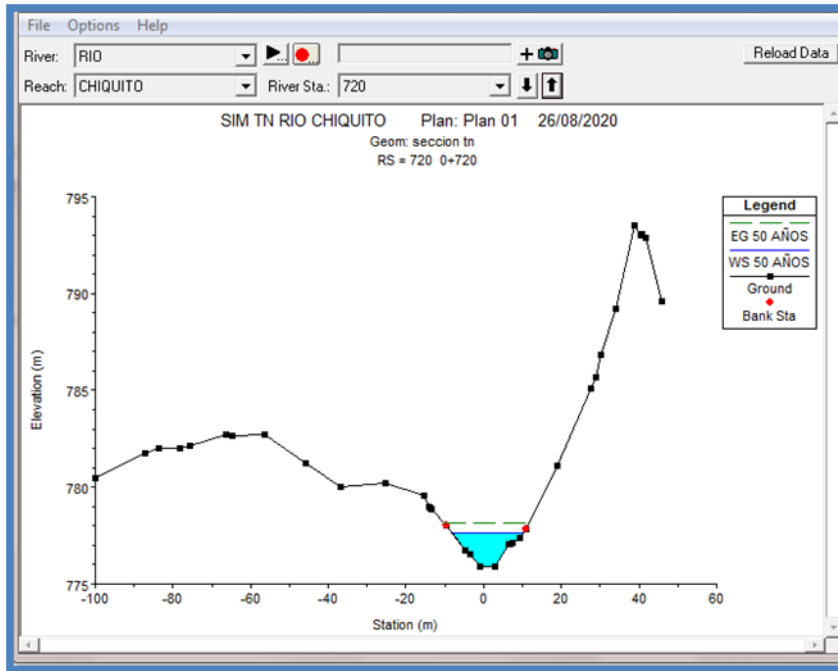 File Options Help
River: RIO Reload Data
Reach: CHIQUITO River Sta.: 720
SIM TN RIO CHIQUITO Plan: Plan 01 26/08/2020
Geom: seccion tn
RS = 720 0+720
795
790
785
780
775
Elevation (m)
-100 -80 -60 -40 -20 0 20 40 60
Station (m)
Legend
EG 50 AÑOS
WS 50 AÑOS
Ground
Bank Sta